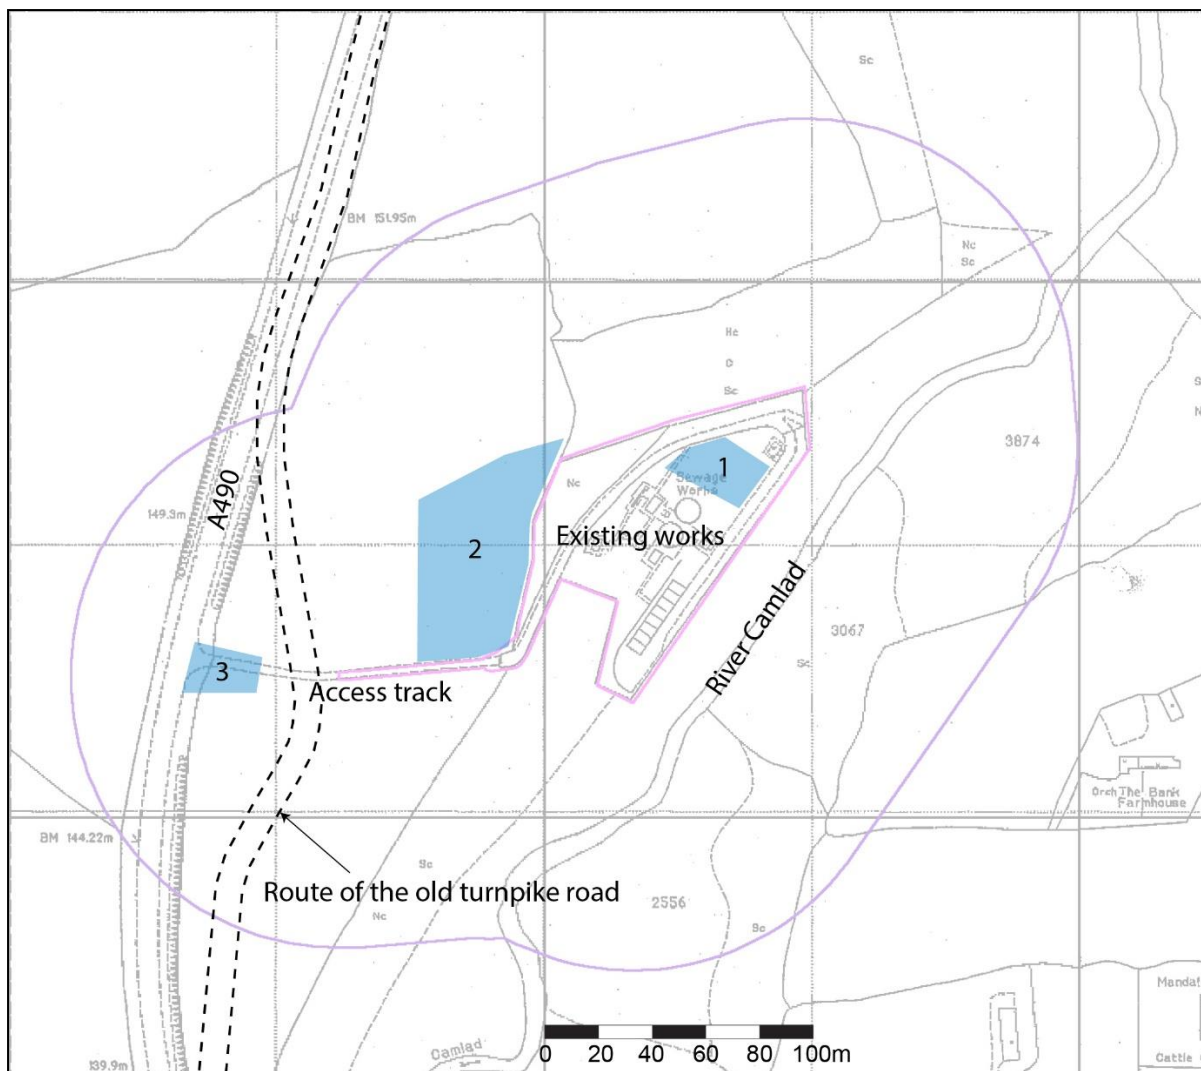 Sc
BM 151.95m
Nc
Sc
Hc
Sc
3874
1
Sewage
Works
A490
149.3m
Nc
2
Existing works
River Camlad
3067
Sc
3
Access track
Orch The Bank
Farmhouse
BM 144.22m
Sc
Route of the old turnpike road
Nc
2556
Sc
Camlad
0 20 40 60 80 100m
139.9m
Cattle